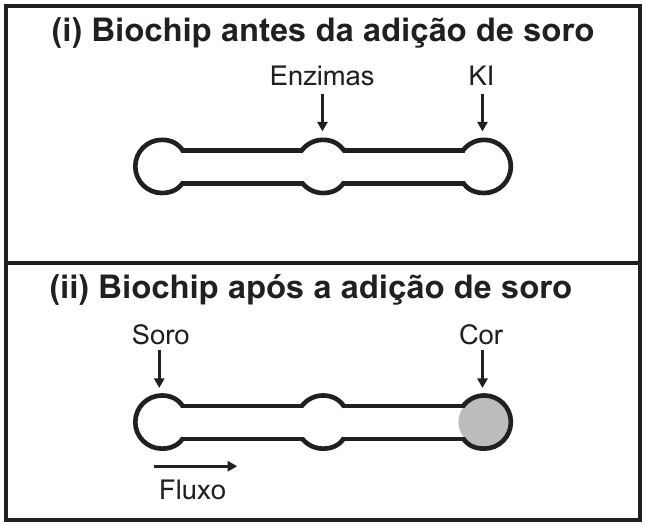 (i) Biochip antes da adição de soro
Enzimas
KI
(ii) Biochip após a adição de soro
Soro
Cor
Fluxo